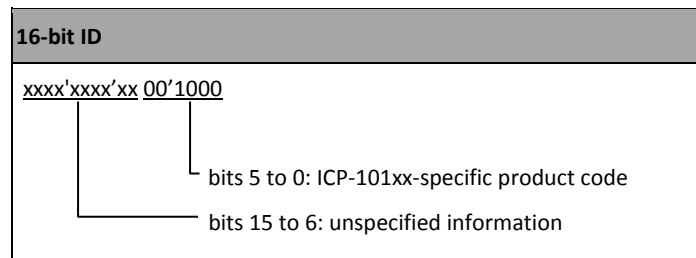 16-bit ID
xxxx'xxxx’xx 00’1000
bits 5 to 0: ICP-101xx-specific product code
bits 15 to 6: unspecified information